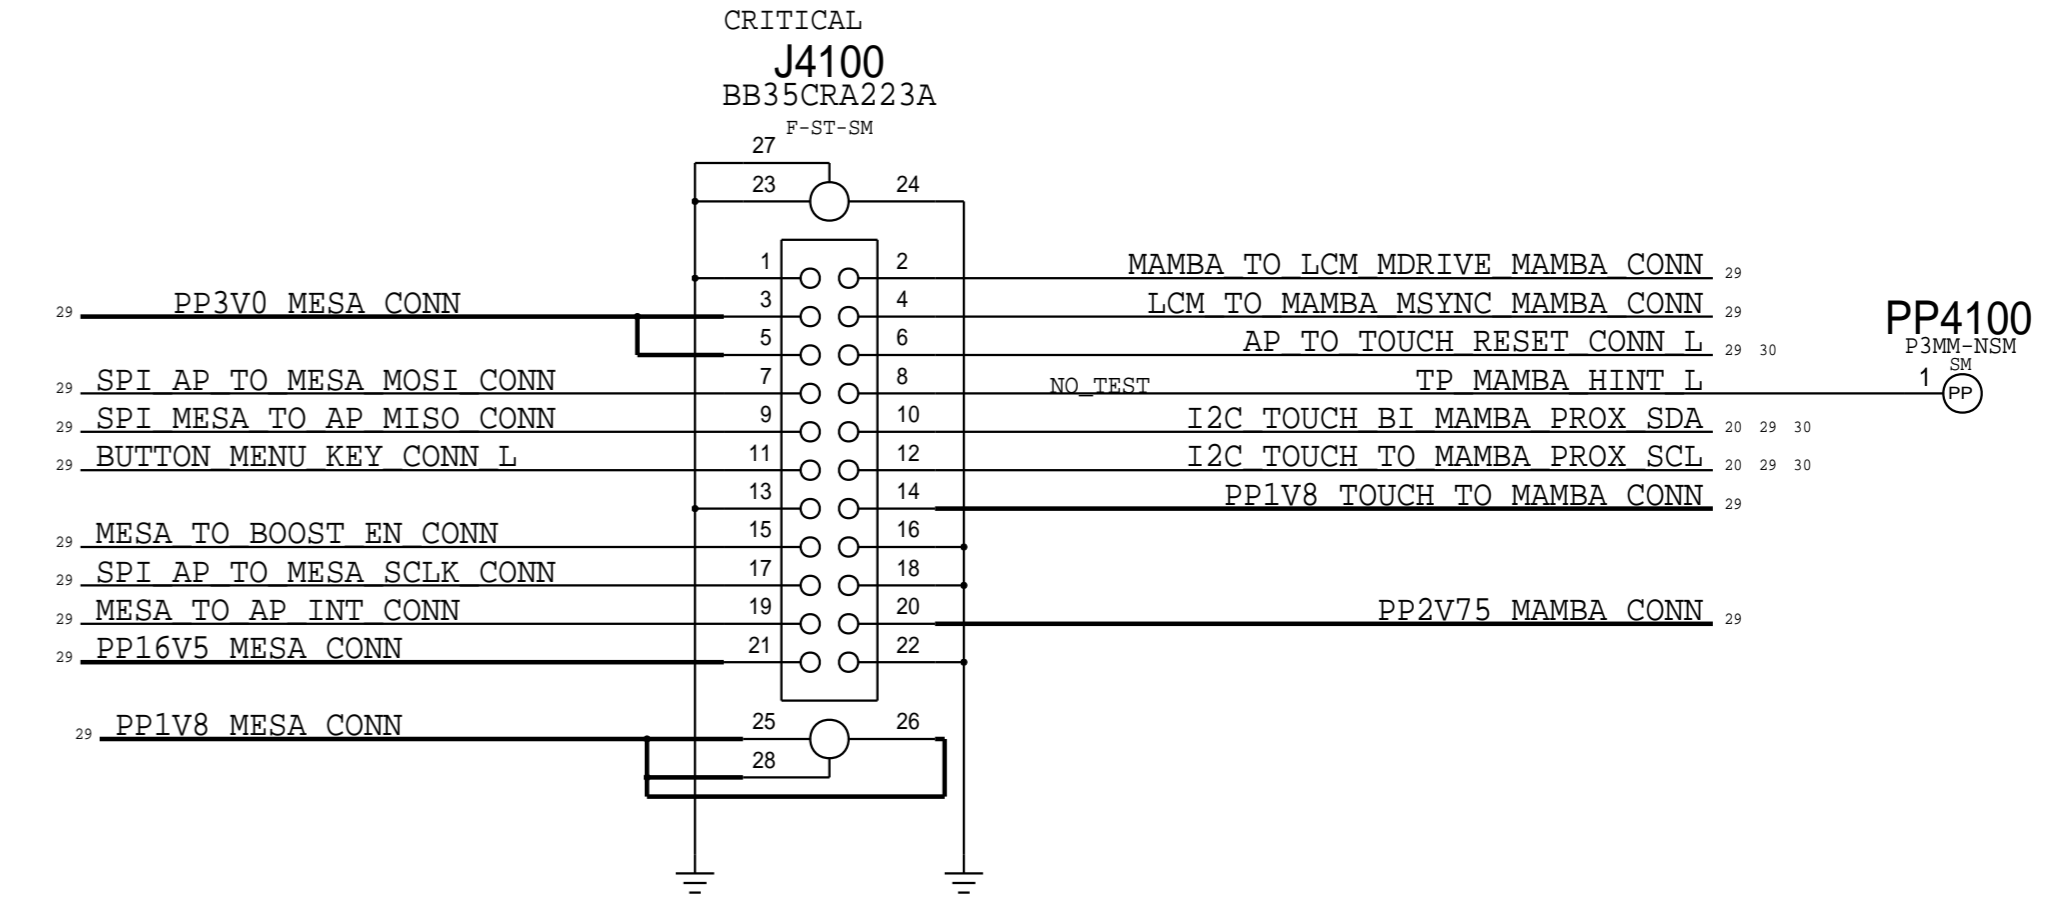 CRITICAL
J4100
BB35CRA223A
F-ST-SM
27
23 24
1 2 MAMBA_TO_LCM_MDRIVE_MAMBA_CONN 29
29 PP3V0_MESA_CONN 3 4 LCM_TO_MAMBA_MSYNC_MAMBA_CONN 29
PP4100
P3MM-NSM
SM
5 6 AP_TO_TOUCH_RESET_CONN_L 29 30
29 SPI_AP_TO_MESA_MOSI_CONN 7 8 NO_TEST TP_MAMBA_HINT_L 1 PP
29 SPI_MESA_TO_AP_MISO_CONN 9 10 I2C_TOUCH_BI_MAMBA_PROX_SDA 20 29 30
29 BUTTON_MENU_KEY_CONN_L 11 12 I2C_TOUCH_TO_MAMBA_PROX_SCL 20 29 30
13 14 PP1V8_TOUCH_TO_MAMBA_CONN 29
29 MESA_TO_BOOST_EN_CONN 15 16
29 SPI_AP_TO_MESA_SCLK_CONN 17 18
29 MESA_TO_AP_INT_CONN 19 20 PP2V75_MAMBA_CONN 29
29 PP16V5_MESA_CONN 21 22
29 PP1V8_MESA_CONN 25 26
28